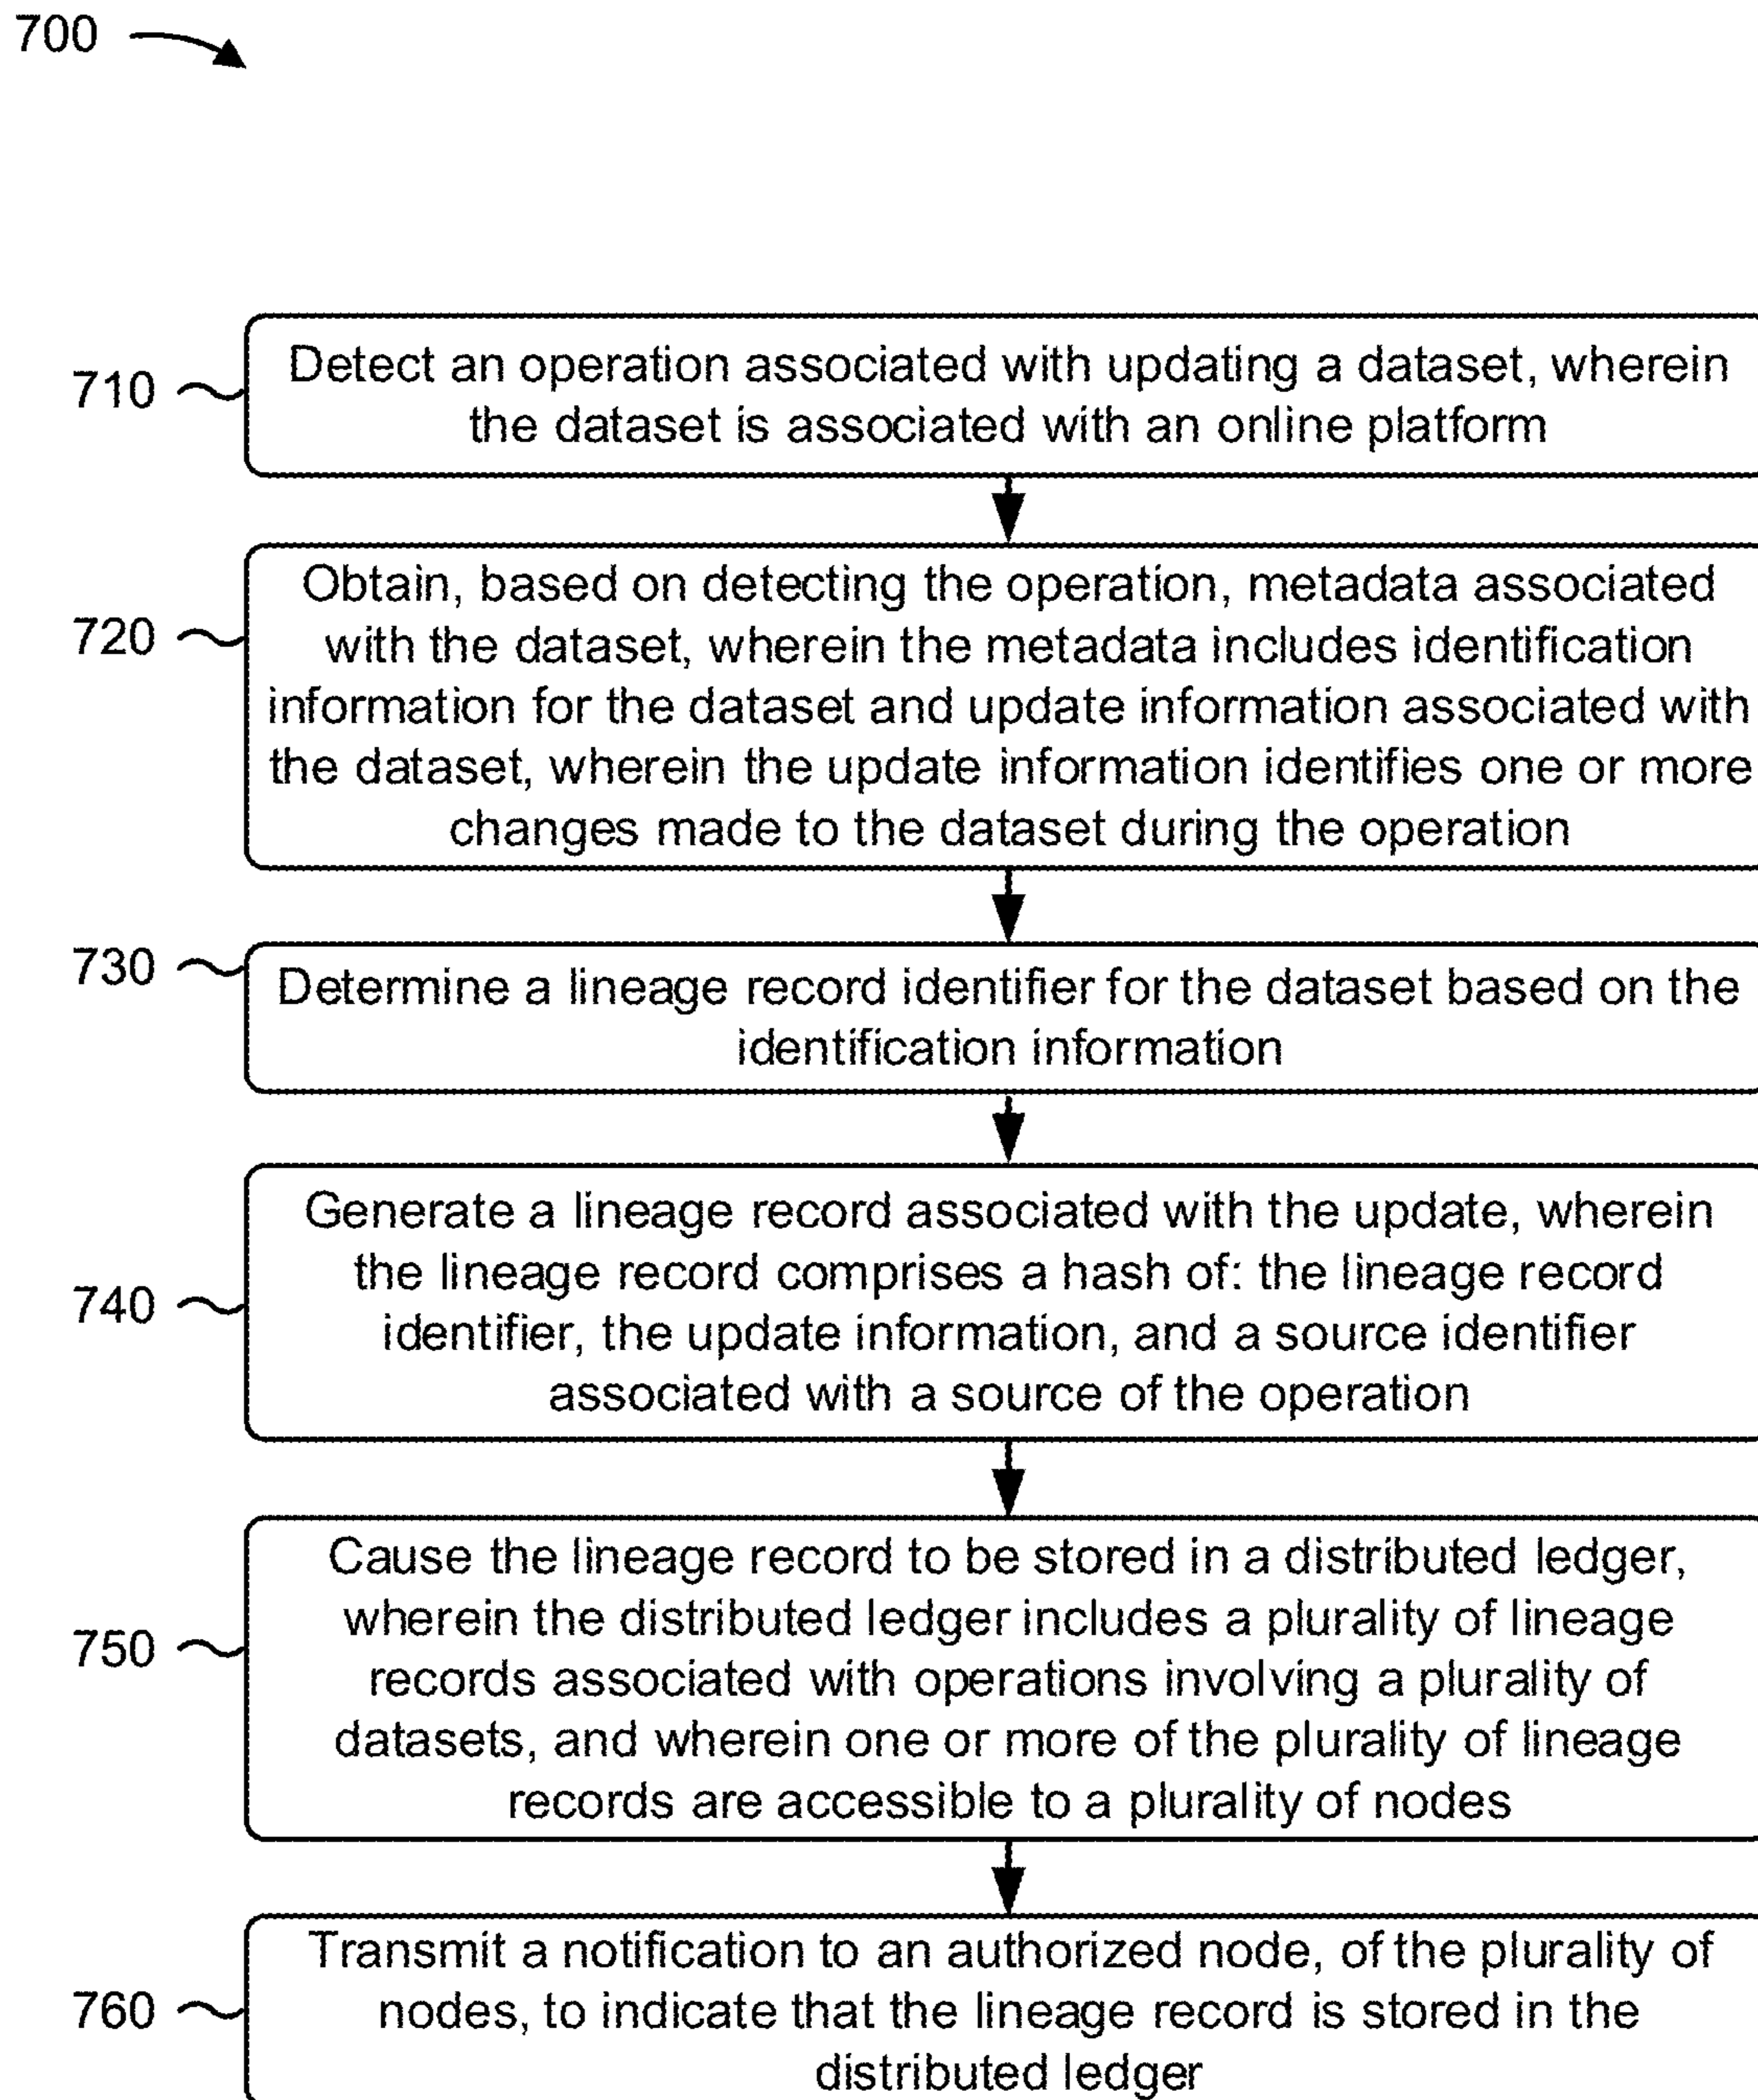 700
710
Detect an operation associated with updating a dataset, wherein
the dataset is associated with an online platform
720
Obtain, based on detecting the operation, metadata associated
with the dataset, wherein the metadata includes identification
information for the dataset and update information associated with
the dataset, wherein the update information identifies one or more
changes made to the dataset during the operation
730
Determine a lineage record identifier for the dataset based on the
identification information
740
Generate a lineage record associated with the update, wherein
the lineage record comprises a hash of: the lineage record
identifier, the update information, and a source identifier
associated with a source of the operation
750
Cause the lineage record to be stored in a distributed ledger,
wherein the distributed ledger includes a plurality of lineage
records associated with operations involving a plurality of
datasets, and wherein one or more of the plurality of lineage
records are accessible to a plurality of nodes
760
Transmit a notification to an authorized node, of the plurality of
nodes, to indicate that the lineage record is stored in the
distributed ledger